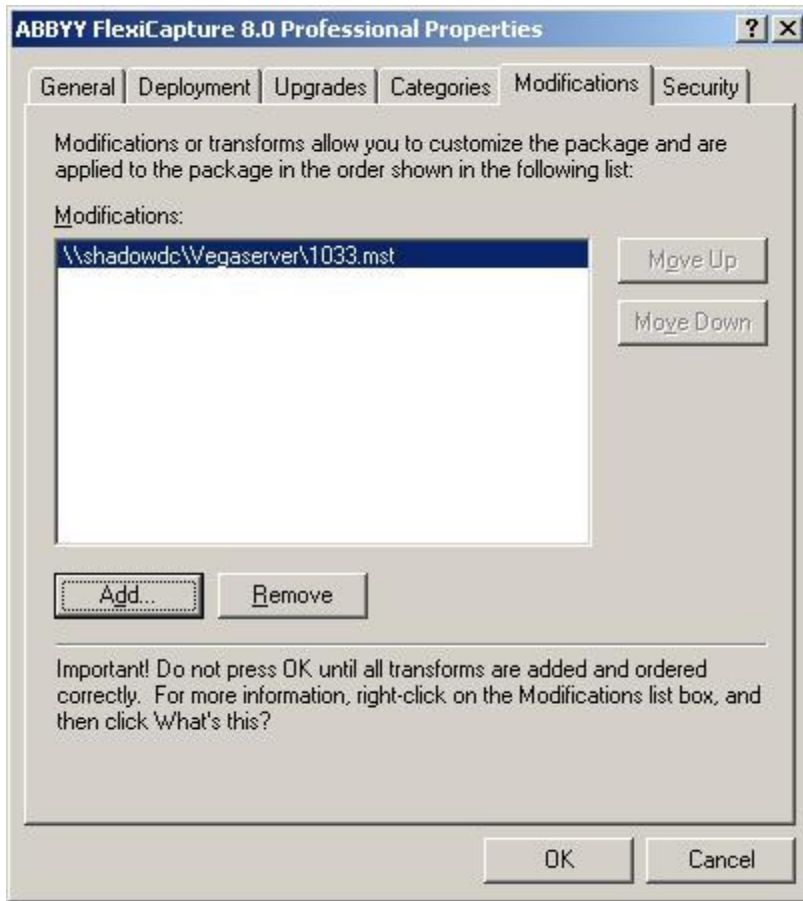 ABBYY FlexiCapture 8.0 Professional Properties
General Deployment Upgrades Categories Modifications Security
Modifications or transforms allow you to customize the package and are
applied to the package in the order shown in the following list:
Modifications:
\\shadowdc\Vegaserver\1033.mst
Move Up
Move Down
Add... Remove
Important! Do not press OK until all transforms are added and ordered
correctly. For more information, right-click on the Modifications list box, and
then click What's this?
OK Cancel